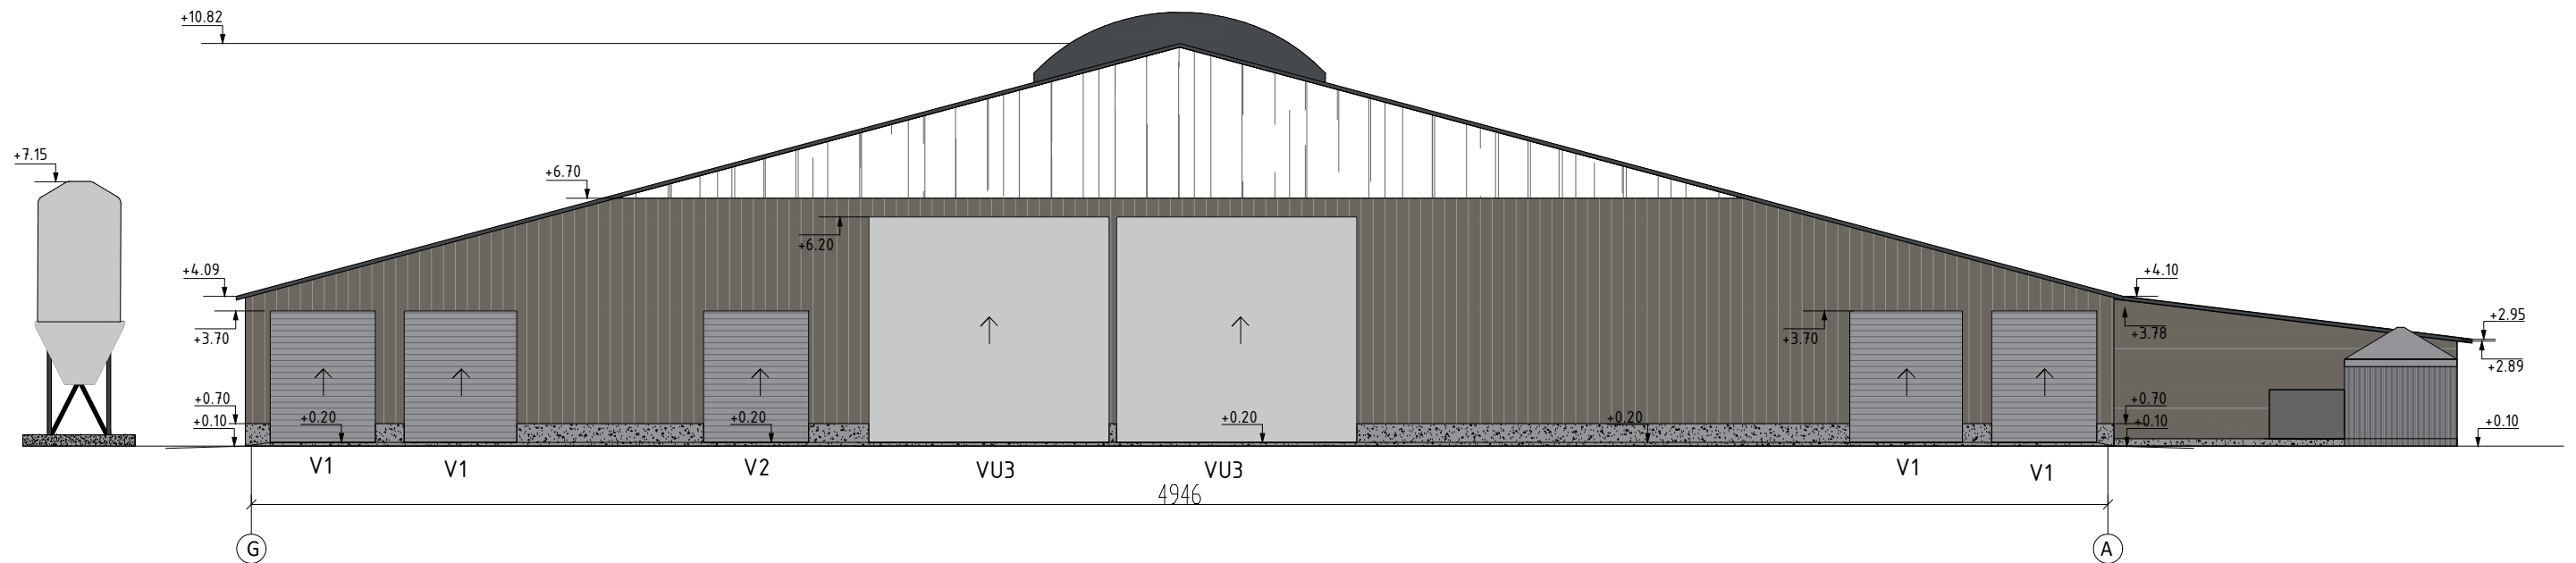 +10.82
+7.15
+6.70
+6.20
+4.09
+4.10
+3.70
+3.70
+3.78
+2.95
+2.89
+0.70
+0.70
+0.10
+0.20
+0.20
+0.20
+0.20
+0.10
+0.10
V1
V1
V2
VU3
VU3
V1
V1
4946
G
A